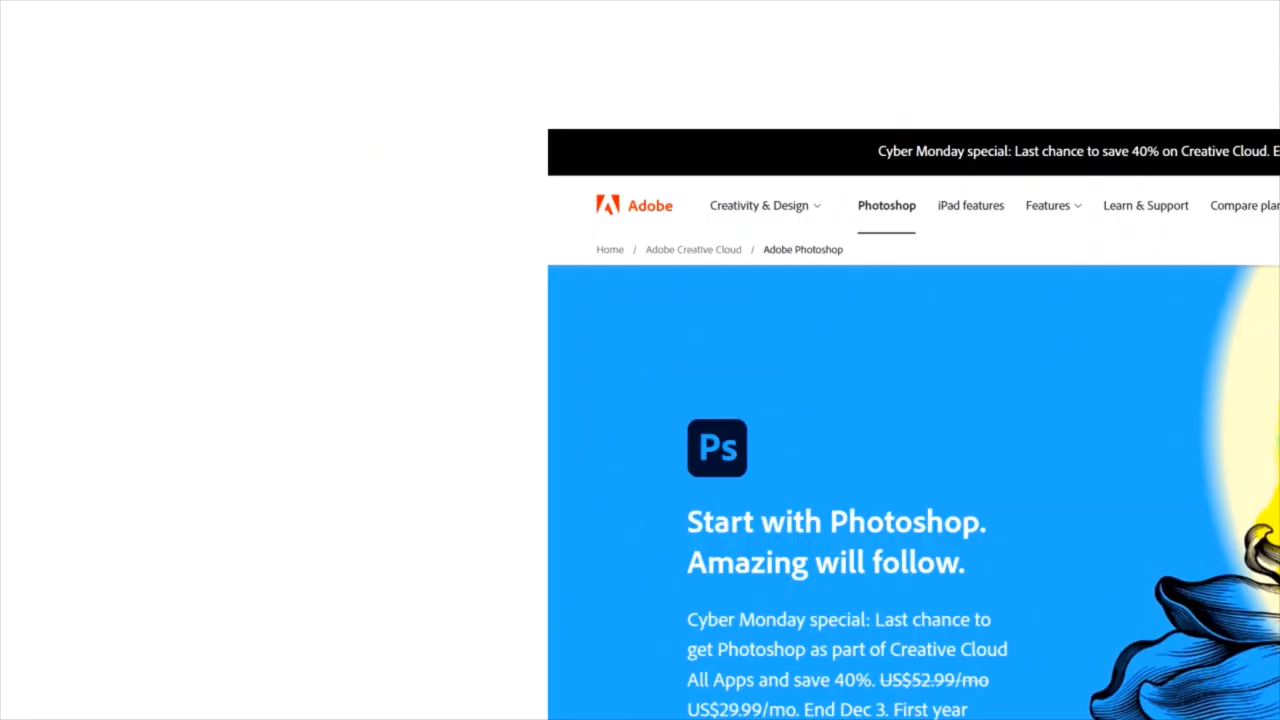 Cyber Monday special: Last chance to save 40% on Creative Cloud. E
Adobe Creativity & Design Photoshop iPad features Features Learn & Support Compare plan
Home / Adobe Creative Cloud / Adobe Photoshop
Ps
Start with Photoshop.
Amazing will follow.
Cyber Monday special: Last chance to
get Photoshop as part of Creative Cloud
All Apps and save 40%. US$52.99/mo
US$29.99/mo. End Dec 3. First year